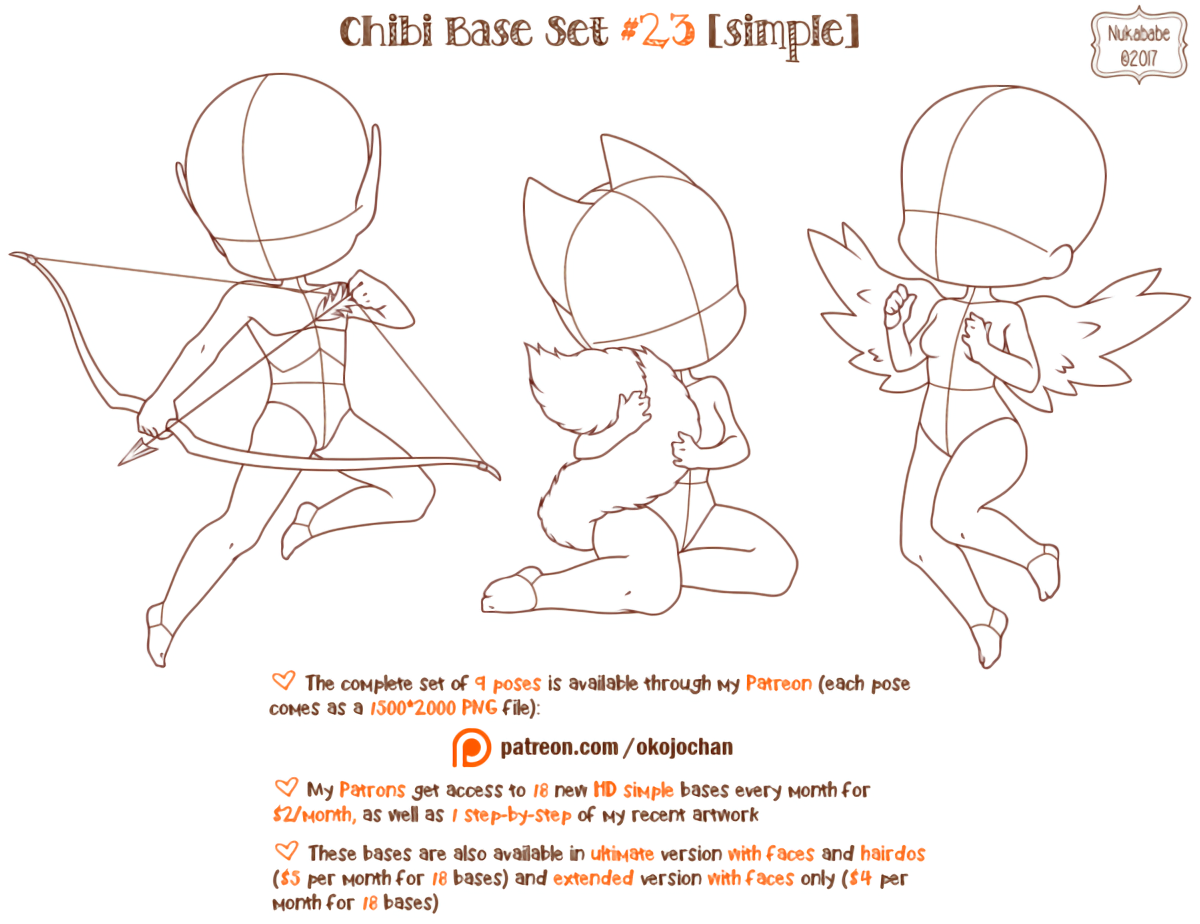 Chibi Base Set #23 [simple]
Nukababe
©2017
The complete set of 9 poses is available through my Patreon (each pose
comes as a 1500*2000 PNG file):
patreon.com /okojochan
My Patrons get access to 18 new HD simple bases every month for
$2/month, as well as 1 step-by-step of my recent artwork
These bases are also available in ultimate version with faces and hairdos
($5 per month for 18 bases) and extended version with faces only ($4 per
month for 18 bases)